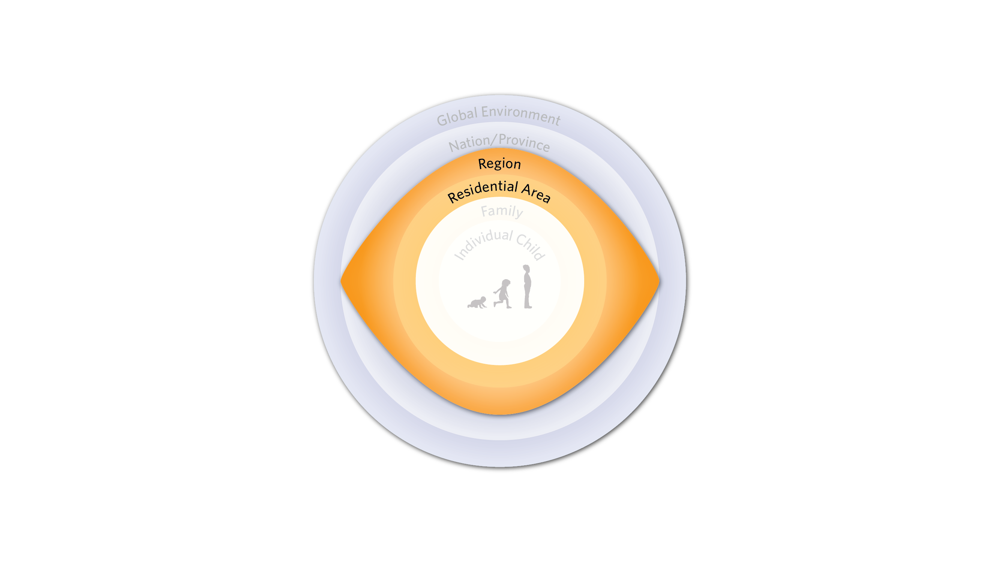 Global Environment
Nation/Province
Region
Residential Area
Family
Individual Child